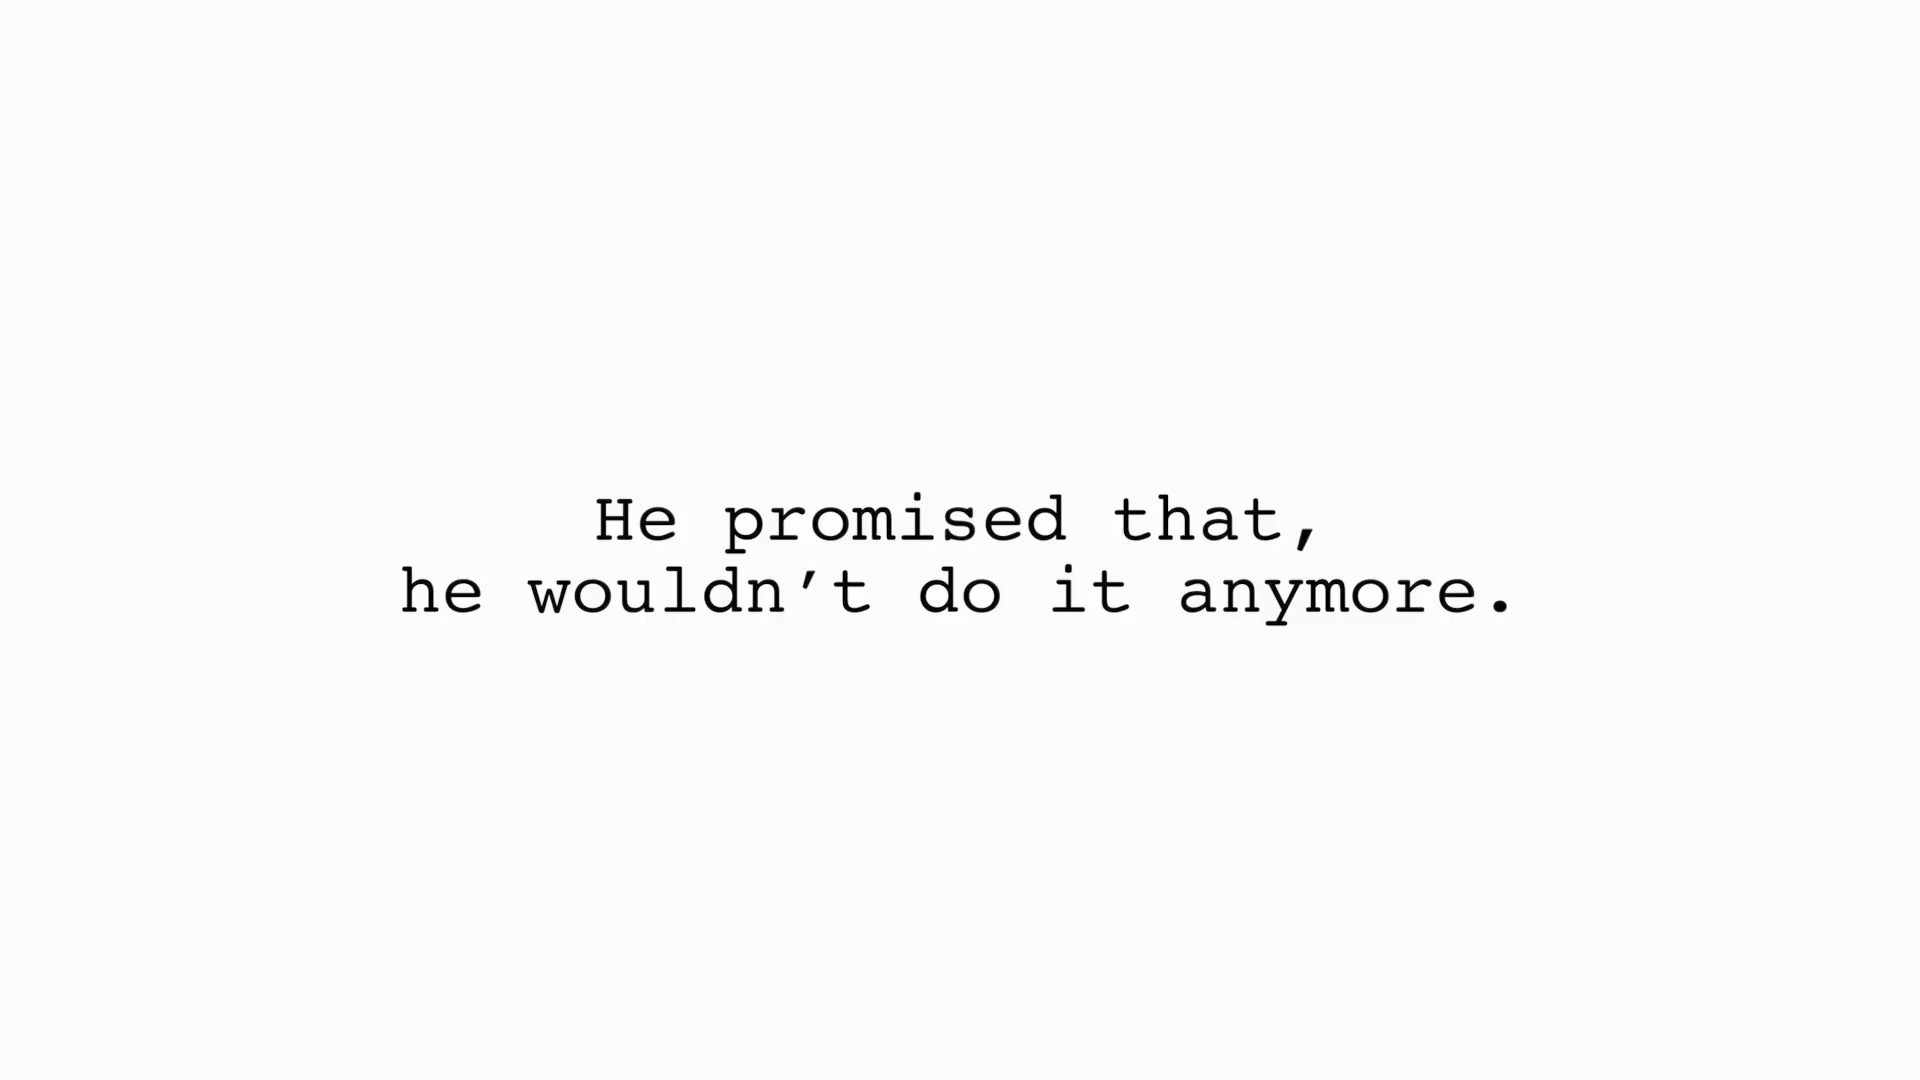 He promised that,
he wouldn’t do it anymore.